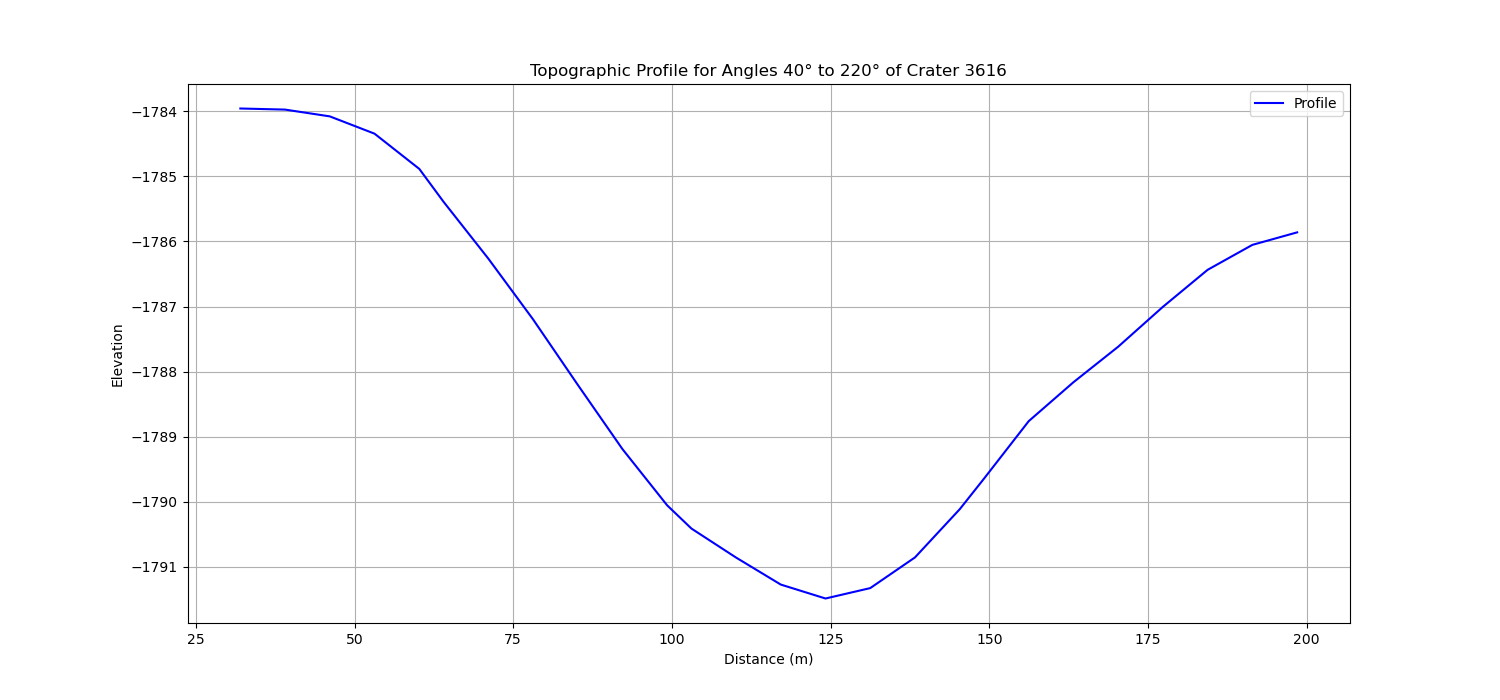 Topographic Profile for Angles 40° to 220° of Crater 3616
Profile
−1784
−1785
−1786
−1787
−1788
−1789
−1790
−1791
Elevation
25 50 75 100 125 150 175 200
Distance (m)